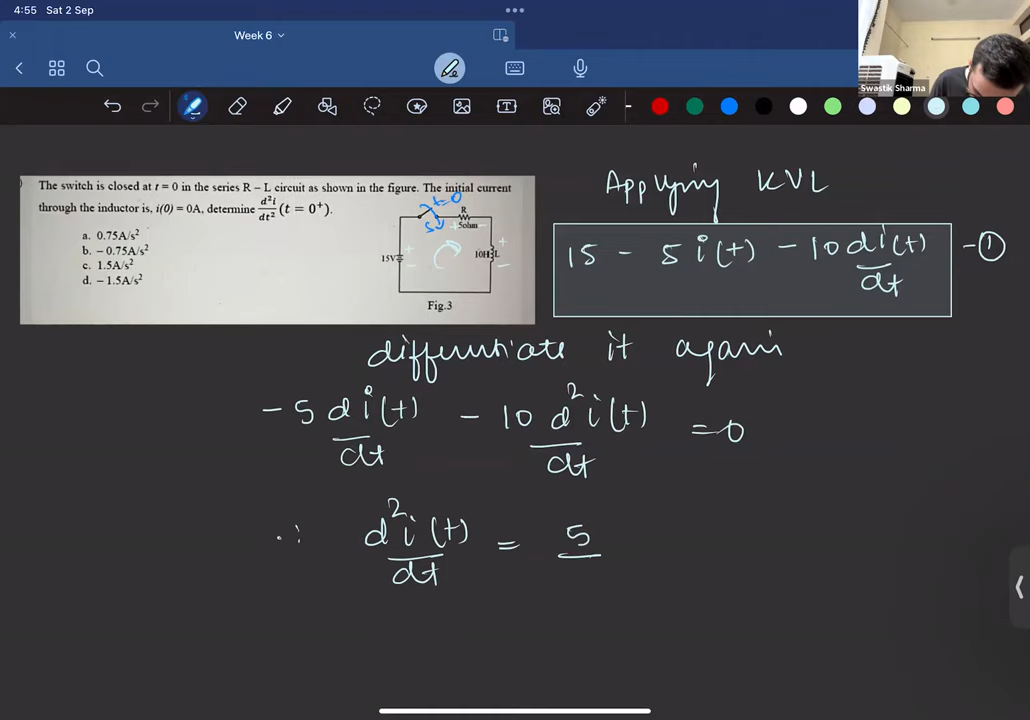 4:55 Sat 2 Sep
Week 6
Swastik Sharma
The switch is closed at t = 0 in the series R – L circuit as shown in the figure. The initial current
through the inductor is, i(0) = 0A, determine d²i/dt² (t = 0⁺).
a. 0.75A/s²
b. – 0.75A/s²
c. 1.5A/s²
d. – 1.5A/s²
t=0
S
R
5ohm
15V
10H
L
+ -
+
-
+
-
Fig.3
Applying KVL
15 - 5 i(t) - 10 di(t)/dt -①
differentiate it again
- 5 di(t)/dt - 10 d²i(t)/dt = 0
∴ d²i(t)/dt = 5